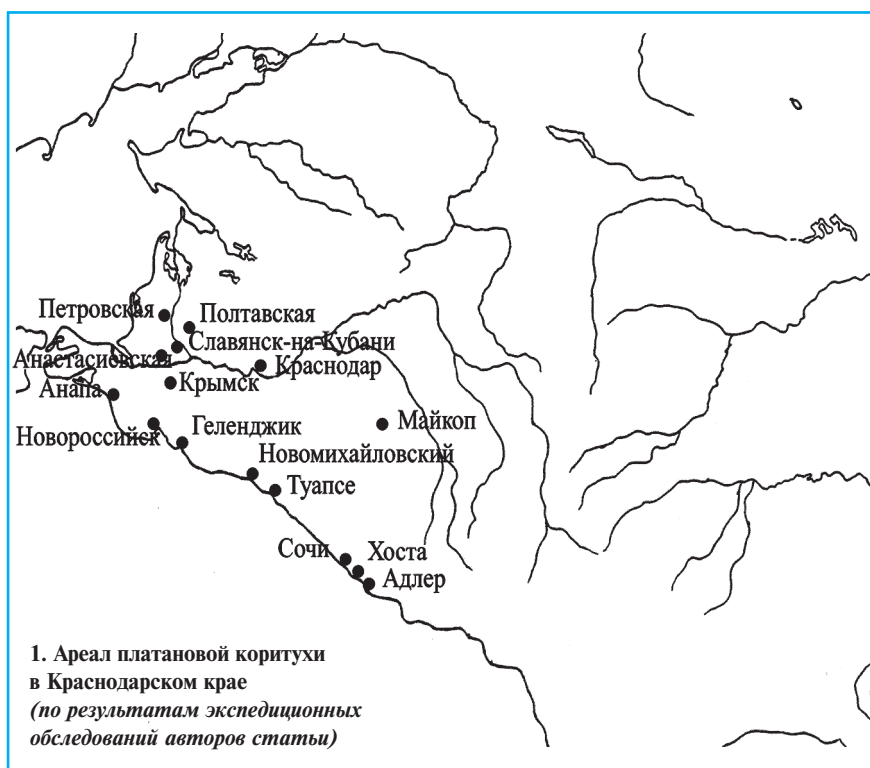 Петровская
Полтавская
Славянск-на-Кубани
Анастасиевская
Краснодар
Крымск
Анапа
Майкоп
Новороссийск
Геленджик
Новомихайловский
Туапсе
Сочи
Хоста
Адлер
1. Ареал платановой коритухи
в Краснодарском крае
(по результатам экспедиционных
обследований авторов статьи)